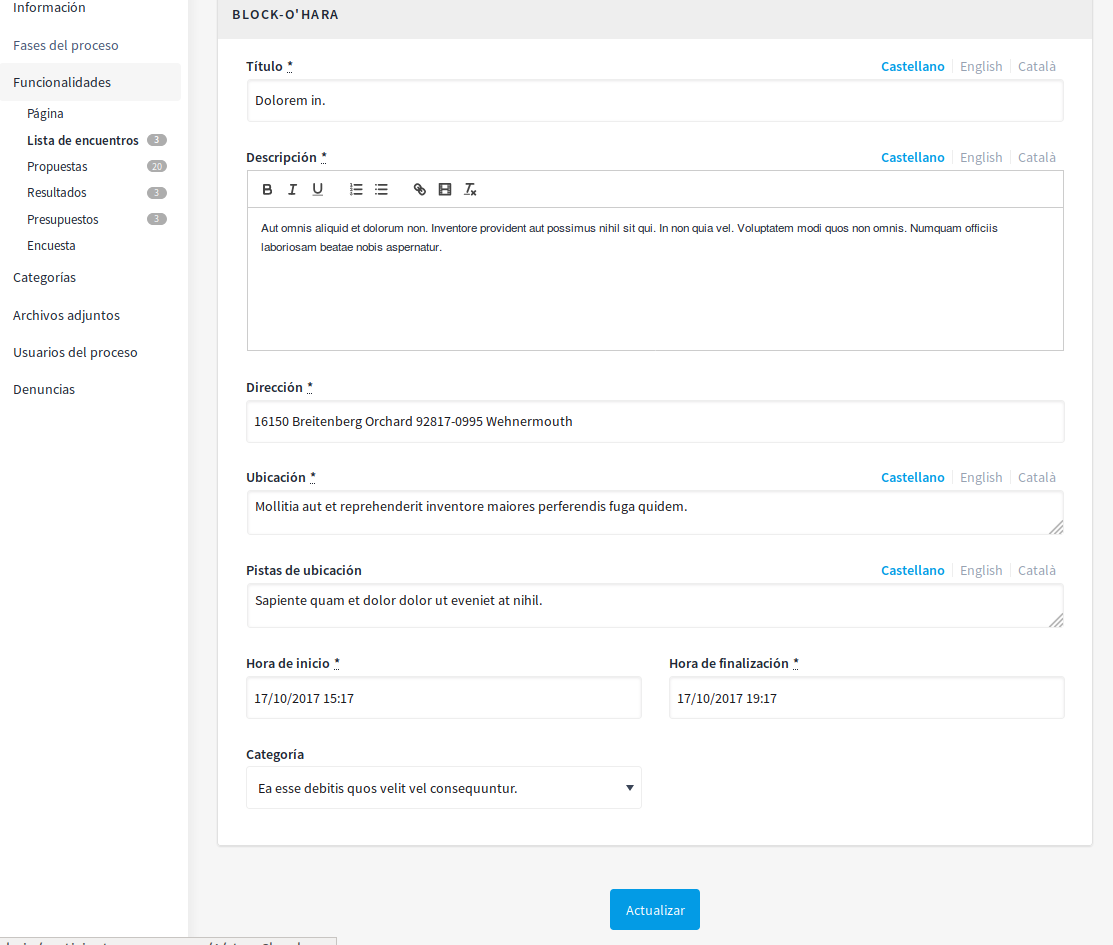 Información
Fases del proceso
Funcionalidades
Página
Lista de encuentros 3
Propuestas 20
Resultados 3
Presupuestos 3
Encuesta
Categorías
Archivos adjuntos
Usuarios del proceso
Denuncias
BLOCK-O'HARA
Título *
Castellano English Català
Dolorem in.
Descripción *
Castellano English Català
B I U
Aut omnis aliquid et dolorum non. Inventore provident aut possimus nihil sit qui. In non quia vel. Voluptatem modi quos non omnis. Numquam officiis
laboriosam beatae nobis aspernatur.
Dirección *
16150 Breitenberg Orchard 92817-0995 Wehnermouth
Ubicación *
Castellano English Català
Mollitia aut et reprehenderit inventore maiores perferendis fuga quidem.
Pistas de ubicación
Castellano English Català
Sapiente quam et dolor dolor ut eveniet at nihil.
Hora de inicio *
Hora de finalización *
17/10/2017 15:17
17/10/2017 19:17
Categoría
Ea esse debitis quos velit vel consequuntur.
Actualizar